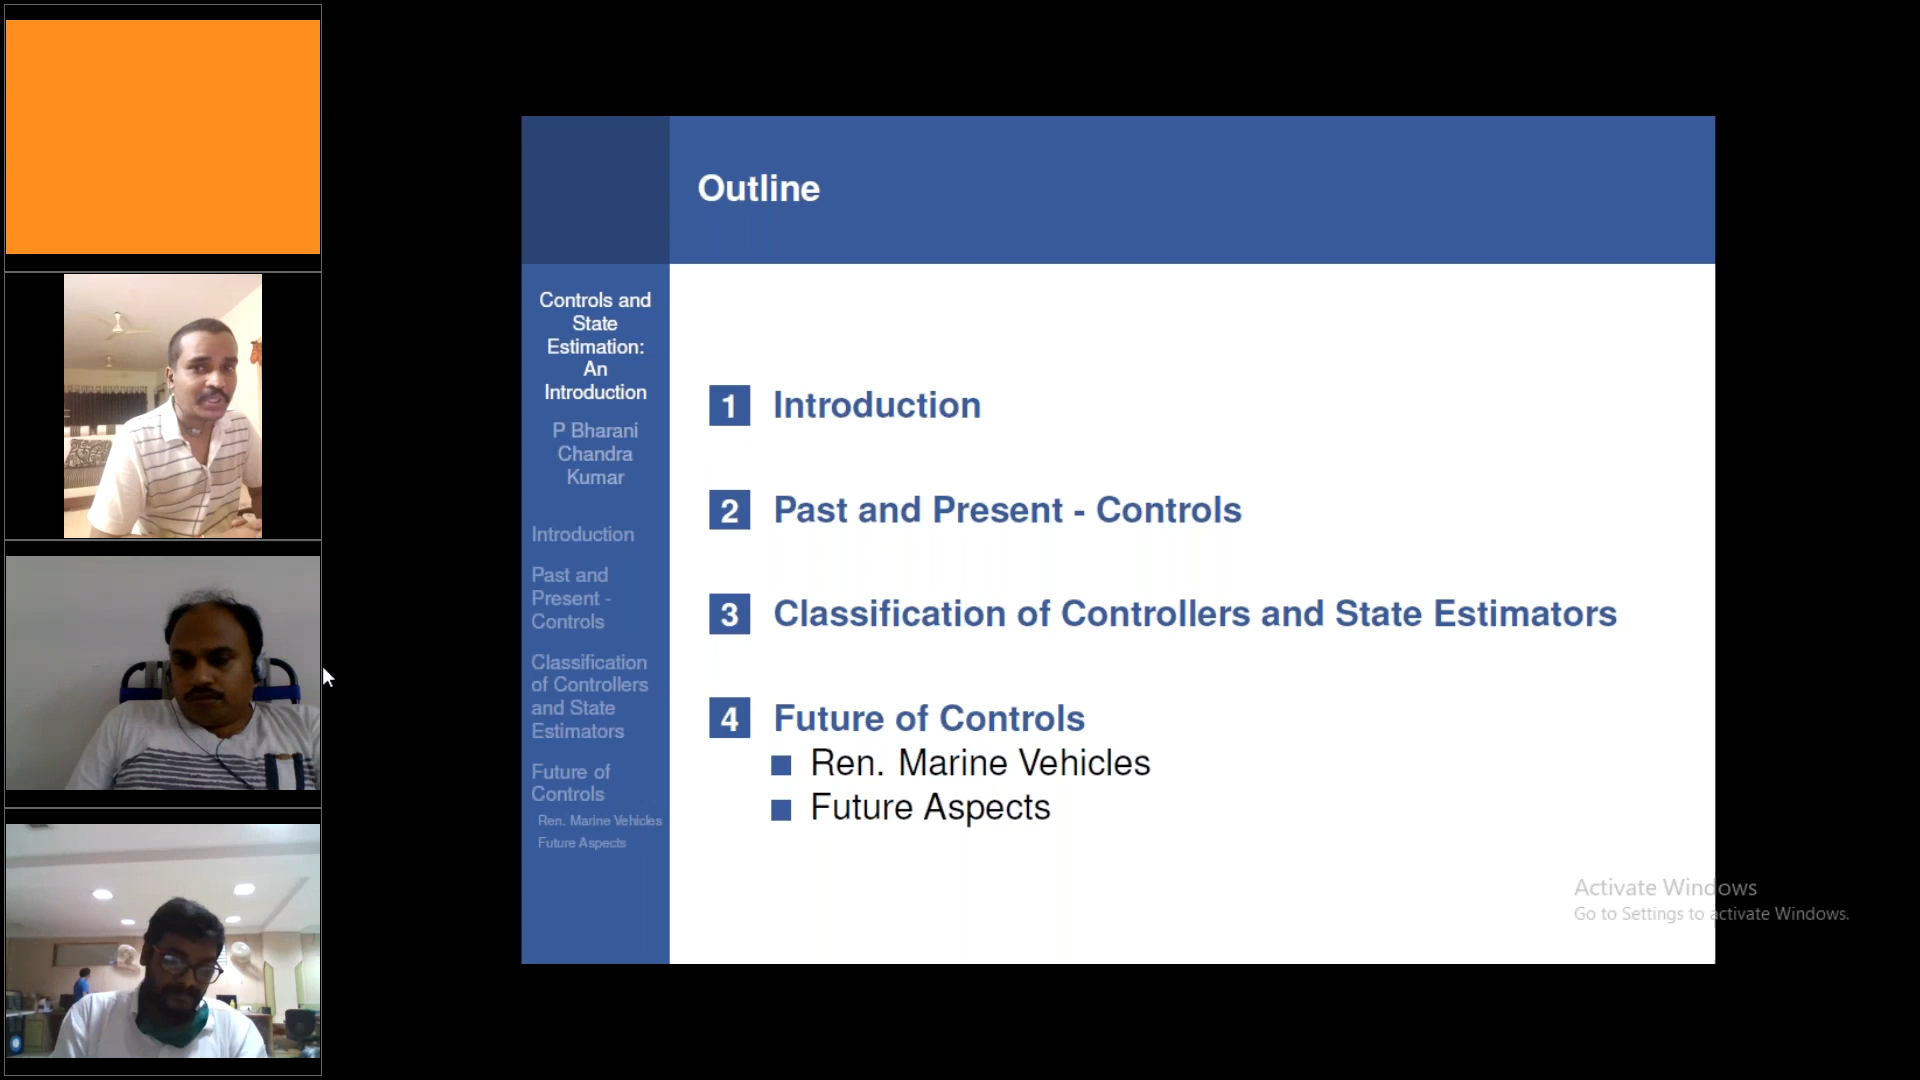 Outline
Controls and
State
Estimation:
An
Introduction
P Bharani
Chandra
Kumar
Introduction
Past and
Present -
Controls
Classification
of Controllers
and State
Estimators
Future of
Controls
Ren. Marine Vehicles
Future Aspects
1 Introduction
2 Past and Present - Controls
3 Classification of Controllers and State Estimators
4 Future of Controls
Ren. Marine Vehicles
Future Aspects
Activate Windows
Go to Settings to activate Windows.